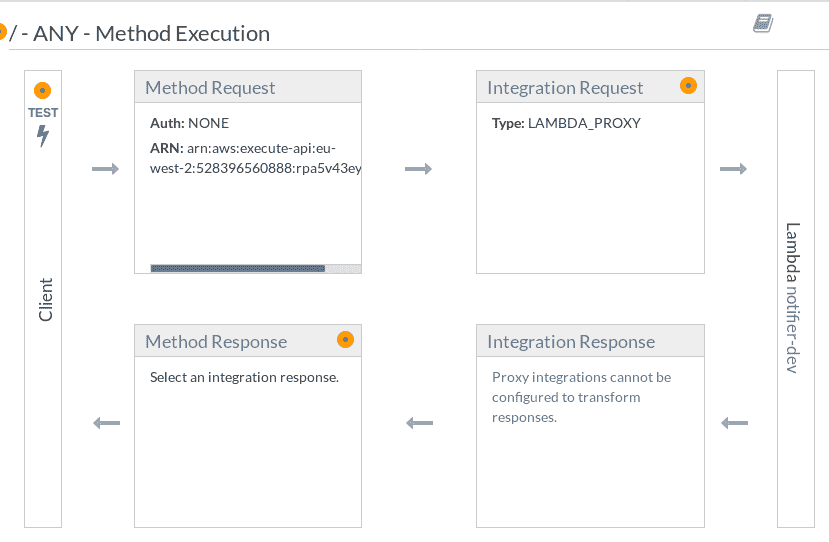 / - ANY - Method Execution
TEST
Client
Method Request
Auth: NONE
ARN: arn:aws:execute-api:eu-
west-2:528396560888:rpa5v43ey
Integration Request
Type: LAMBDA_PROXY
Lambda notifier-dev
Method Response
Select an integration response.
Integration Response
Proxy integrations cannot be
configured to transform
responses.